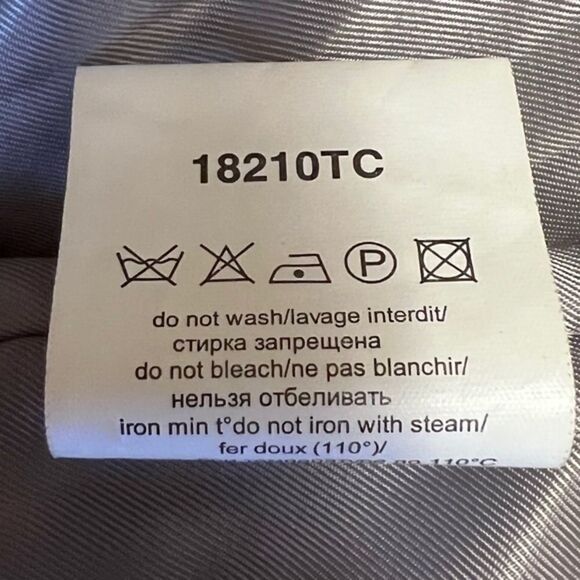 18210TC
P
do not wash/lavage interdit/
стирка запрещена
do not bleach/ne pas blanchir/
нельзя отбеливать
iron min t°do not iron with steam/
fer doux (110°)/
110°C